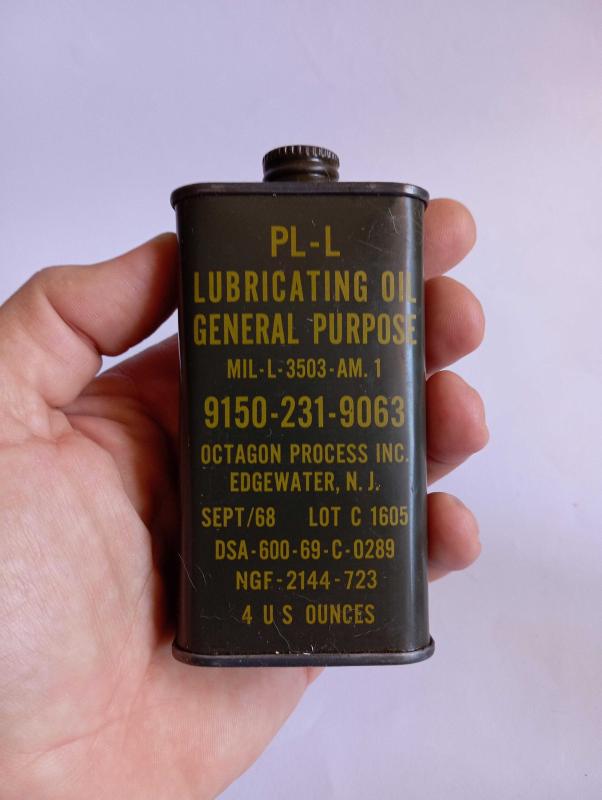 PL-L
LUBRICATING OIL
GENERAL PURPOSE
MIL-L-3503-AM. 1
9150-231-9063
OCTAGON PROCESS INC.
EDGEWATER, N. J.
SEPT/68 LOT C 1605
DSA-600-69-C-0289
NGF-2144-723
4 U S OUNCES